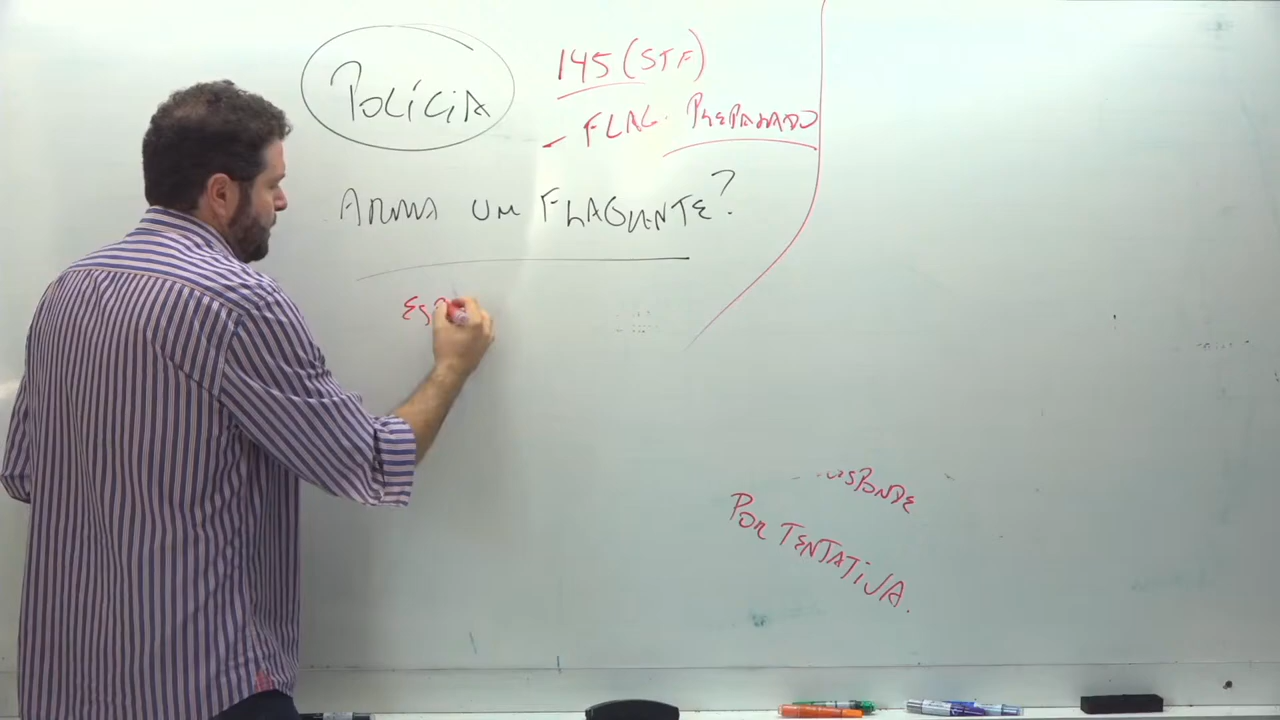 POLÍCIA
145 (STF)
- FLAG. PREPARADO
ARMA UM FLAGRANTE?
POR TENTATIVA.